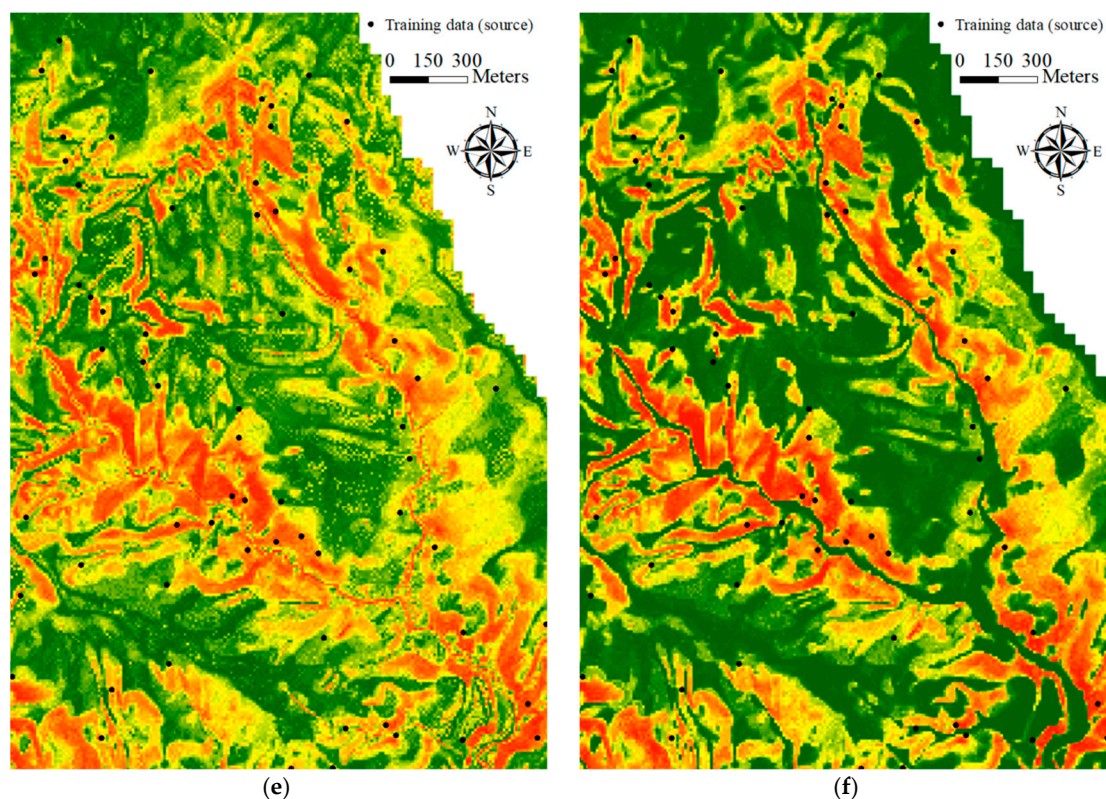 Training data (source)
0 150 300
Meters
N
W E
S
Training data (source)
0 150 300
Meters
N
W E
S
(e)
(f)